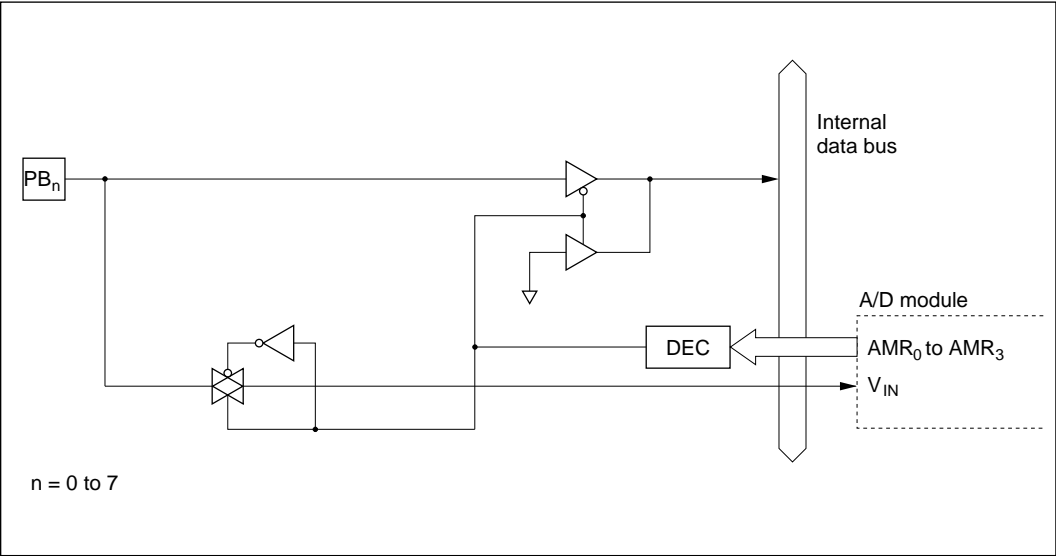 Internal
data bus
PBn
A/D module
DEC
AMR0 to AMR3
VIN
n = 0 to 7